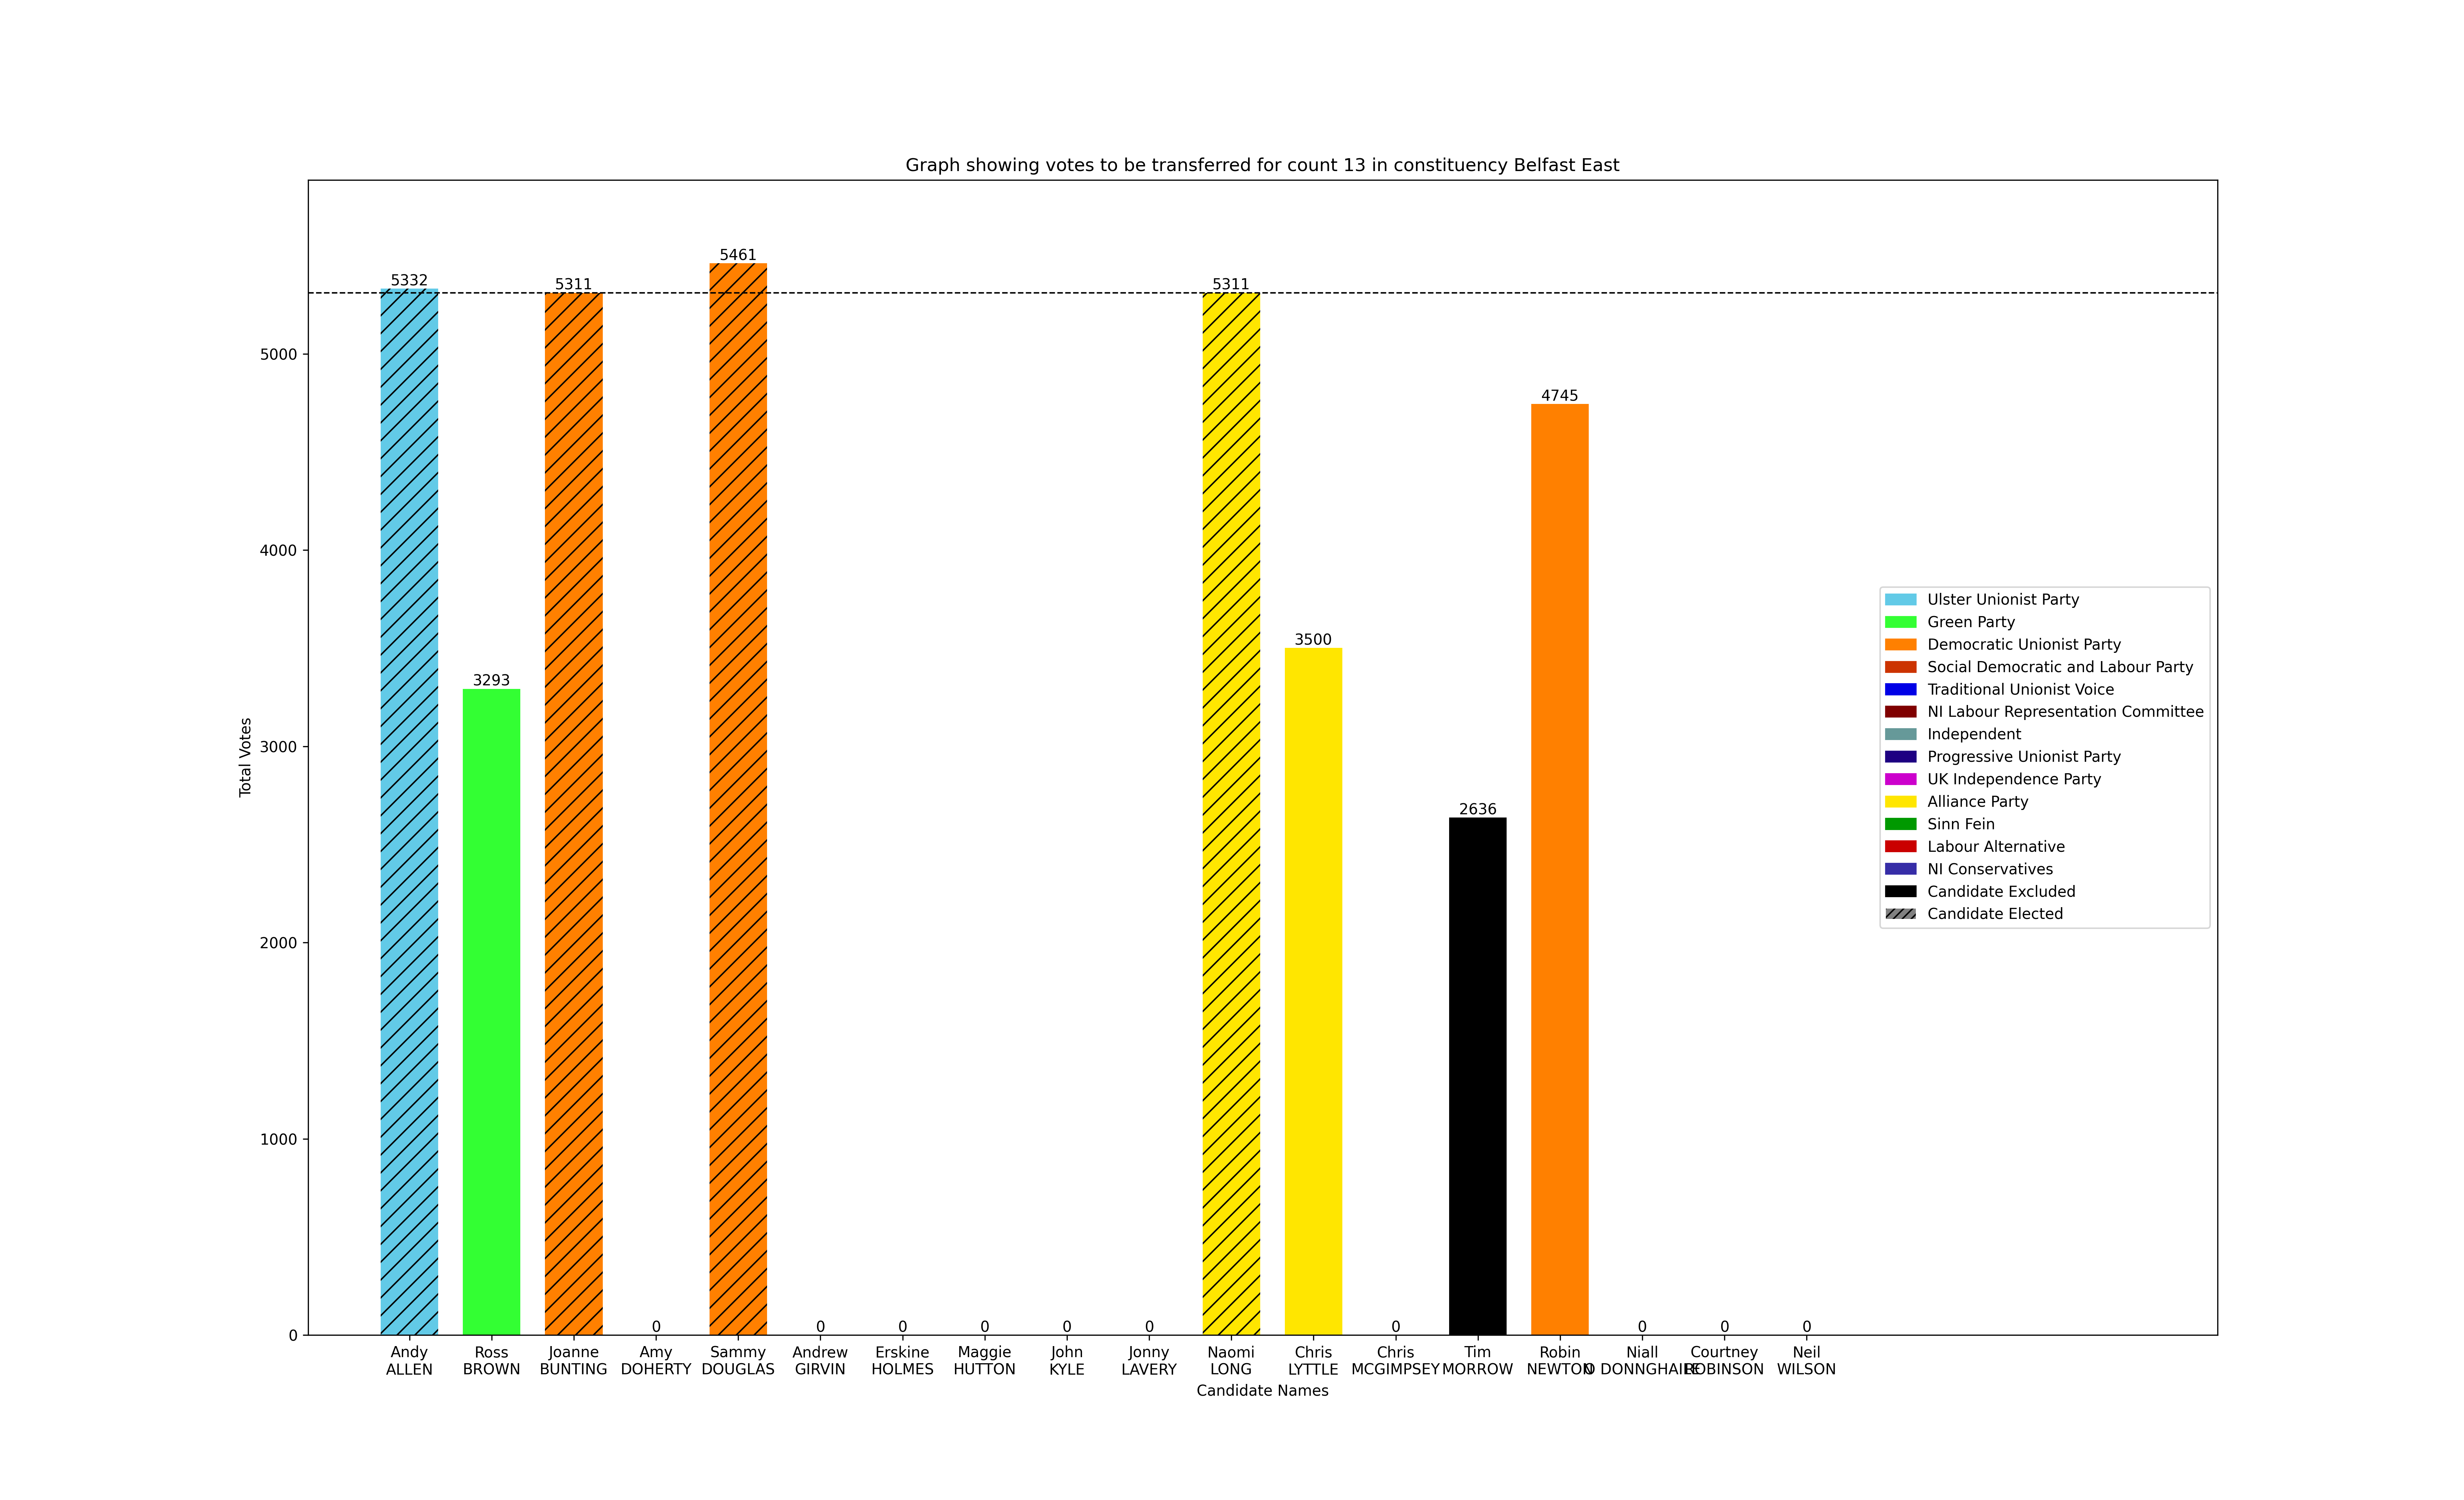 Graph showing votes to be transferred for count 13 in constituency Belfast East
5461
5332
5311
5311
5000
4745
4000
3500
3293
3000
2636
2000
1000
0
0 0 0 0 0 0 0 0 0 0
Total Votes
Ulster Unionist Party
Green Party
Democratic Unionist Party
Social Democratic and Labour Party
Traditional Unionist Voice
NI Labour Representation Committee
Independent
Progressive Unionist Party
UK Independence Party
Alliance Party
Sinn Fein
Labour Alternative
NI Conservatives
Candidate Excluded
Candidate Elected
Andy Ross Joanne Amy Sammy Andrew Erskine Maggie John Jonny Naomi Chris Chris Tim Robin Niall Courtney Neil
ALLEN BROWN BUNTING DOHERTY DOUGLAS GIRVIN HOLMES HUTTON KYLE LAVERY LONG LYTTLE MCGIMPSEY MORROW NEWTON O DONNGHAILE ROBINSON WILSON
Candidate Names